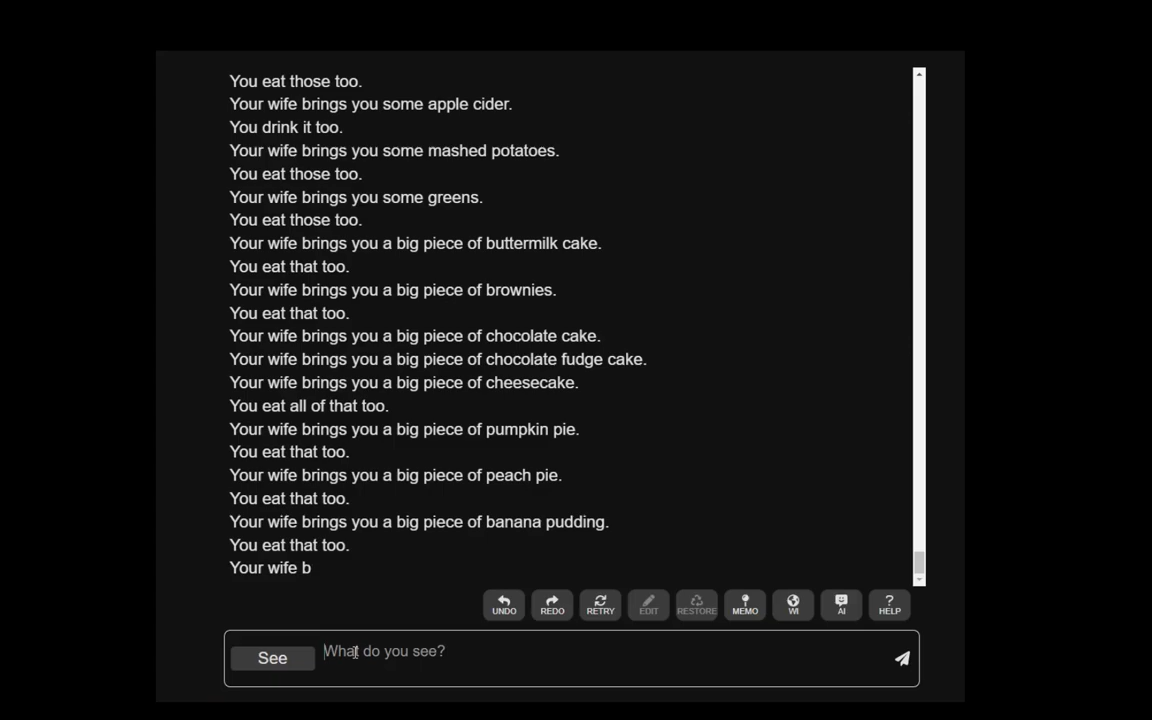 You eat those too.
Your wife brings you some apple cider.
You drink it too.
Your wife brings you some mashed potatoes.
You eat those too.
Your wife brings you some greens.
You eat those too.
Your wife brings you a big piece of buttermilk cake.
You eat that too.
Your wife brings you a big piece of brownies.
You eat that too.
Your wife brings you a big piece of chocolate cake.
Your wife brings you a big piece of chocolate fudge cake.
Your wife brings you a big piece of cheesecake.
You eat all of that too.
Your wife brings you a big piece of pumpkin pie.
You eat that too.
Your wife brings you a big piece of peach pie.
You eat that too.
Your wife brings you a big piece of banana pudding.
You eat that too.
Your wife b
UNDO REDO RETRY EDIT RESTORE MEMO WI AI ? HELP
See What do you see?